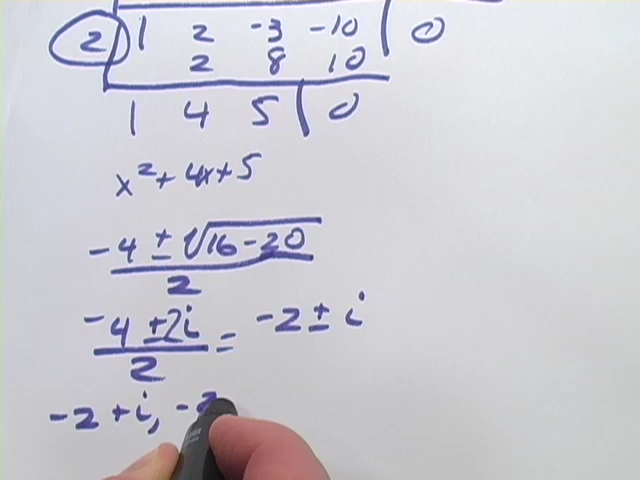 2 | 1 2 -3 -10 | 0
2 8 10
1 4 5 | 0
x² + 4x + 5
-4 ± √16 - 20
2
-4 ± 2i = -2 ± i
2
-2 + i, -2